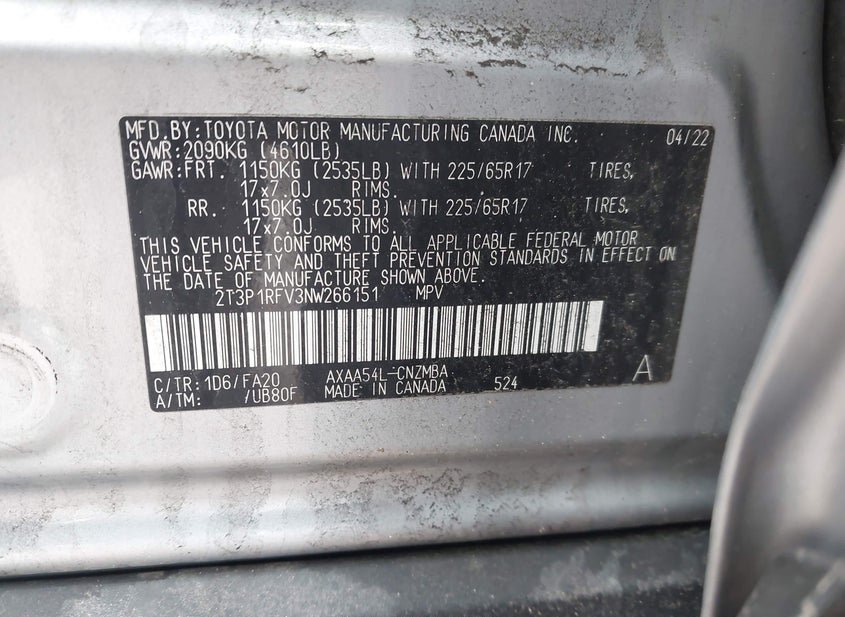 MFD.BY:TOYOTA MOTOR MANUFACTURING CANADA INC. 04/22
GVWR:2090KG (4610LB)
GAWR:FRT. 1150KG (2535LB) WITH 225/65R17 TIRES,
17x7.0J RIMS.
RR. 1150KG (2535LB) WITH 225/65R17 TIRES,
17x7.0J RIMS.
THIS VEHICLE CONFORMS TO ALL APPLICABLE FEDERAL MOTOR
VEHICLE SAFETY AND THEFT PREVENTION STANDARDS IN EFFECT ON
THE DATE OF MANUFACTURE SHOWN ABOVE.
2T3P1RFV3NW266151 MPV
C/TR:1D6/FA20 AXAA54L-CNZMBA A
A/TM: /UB80F MADE IN CANADA 524